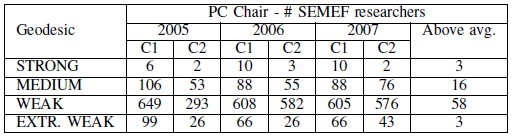 PC Chair - # SEMEF researchers
Geodesic 2005 2006 2007 Above avg.
C1 C2 C1 C2 C1 C2
STRONG 6 2 10 3 10 2 3
MEDIUM 106 53 88 55 88 76 16
WEAK 649 293 608 582 605 576 58
EXTR. WEAK 99 26 66 26 66 43 3